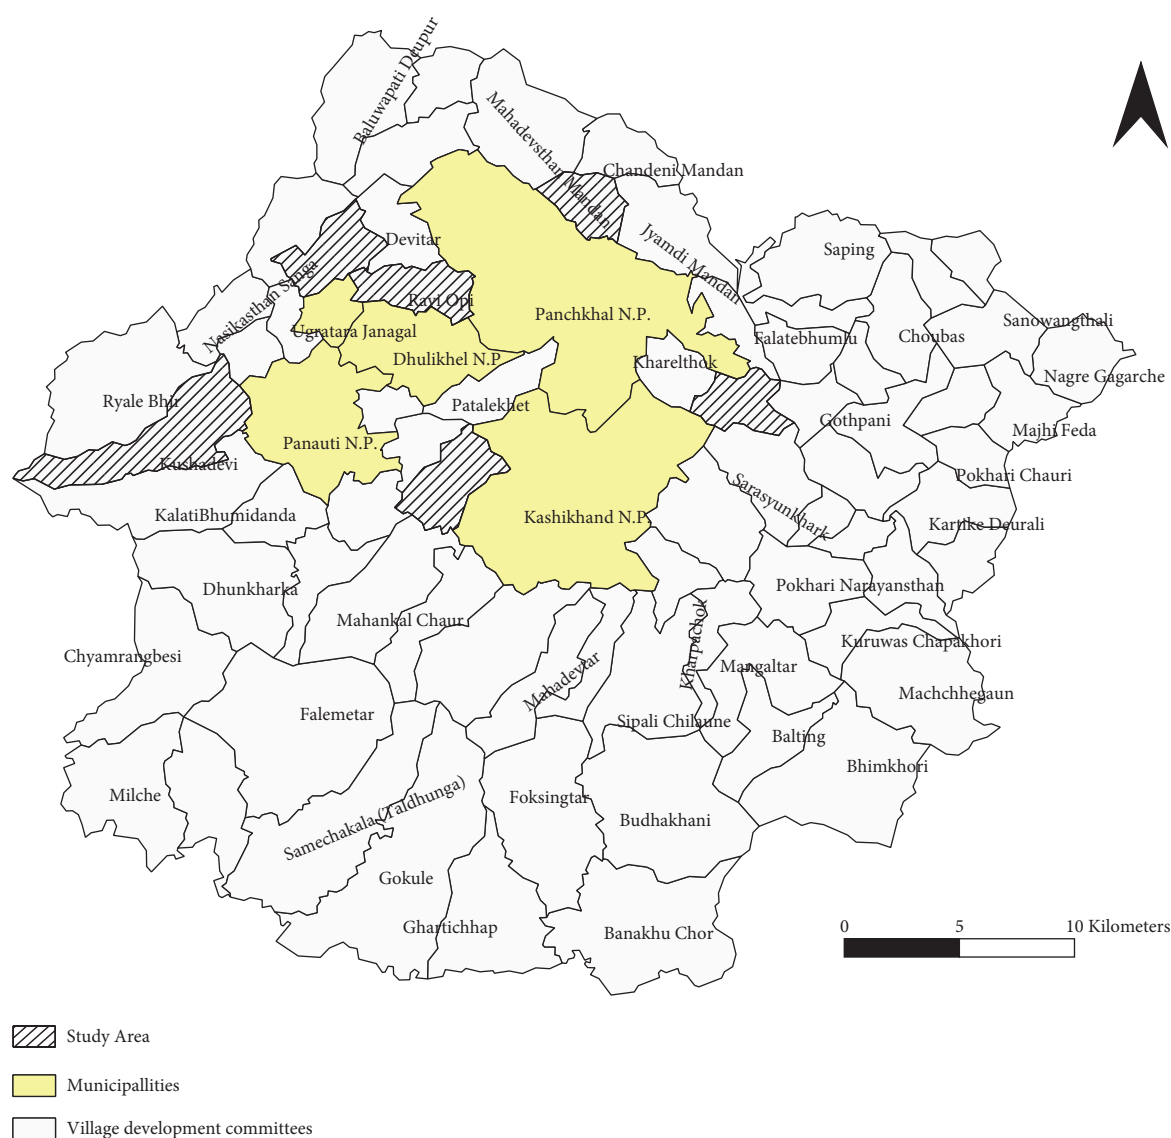 Baluwapati Deupur
Mahadevsthan Mandan
Chandeni Mandan
Devitar
Jyamdi Mandan
Saping
Nasikasthan Sanga
Ravi Opi
Panchkhal N.P.
Ugratara Janagal
Falatebhumlu
Choubas
Sanowangthali
Dhulikhel N.P.
Kharelthok
Nagre Gagarche
Ryale Bhir
Patalekhet
Gothpani
Majhi Feda
Panauti N.P.
Kushadevi
Pokhari Chauri
KalatiBhumidanda
Kashikhand N.P.
Sarasyunkhark
Kartike Deurali
Dhunkharka
Pokhari Narayansthan
Mahankal Chaur
Kharpachok
Kuruwas Chapakhori
Chyamrangbesi
Mahadevtar
Mangaltar
Machchhegaun
Falemetar
Sipali Chilaune
Balting
Bhimkhori
Milche
Samechakala (Taldhunga)
Foksingtar
Budhakhani
Gokule
Ghartichhap
Banakhu Chor
0 5 10 Kilometers
Study Area
Municipallities
Village development committees